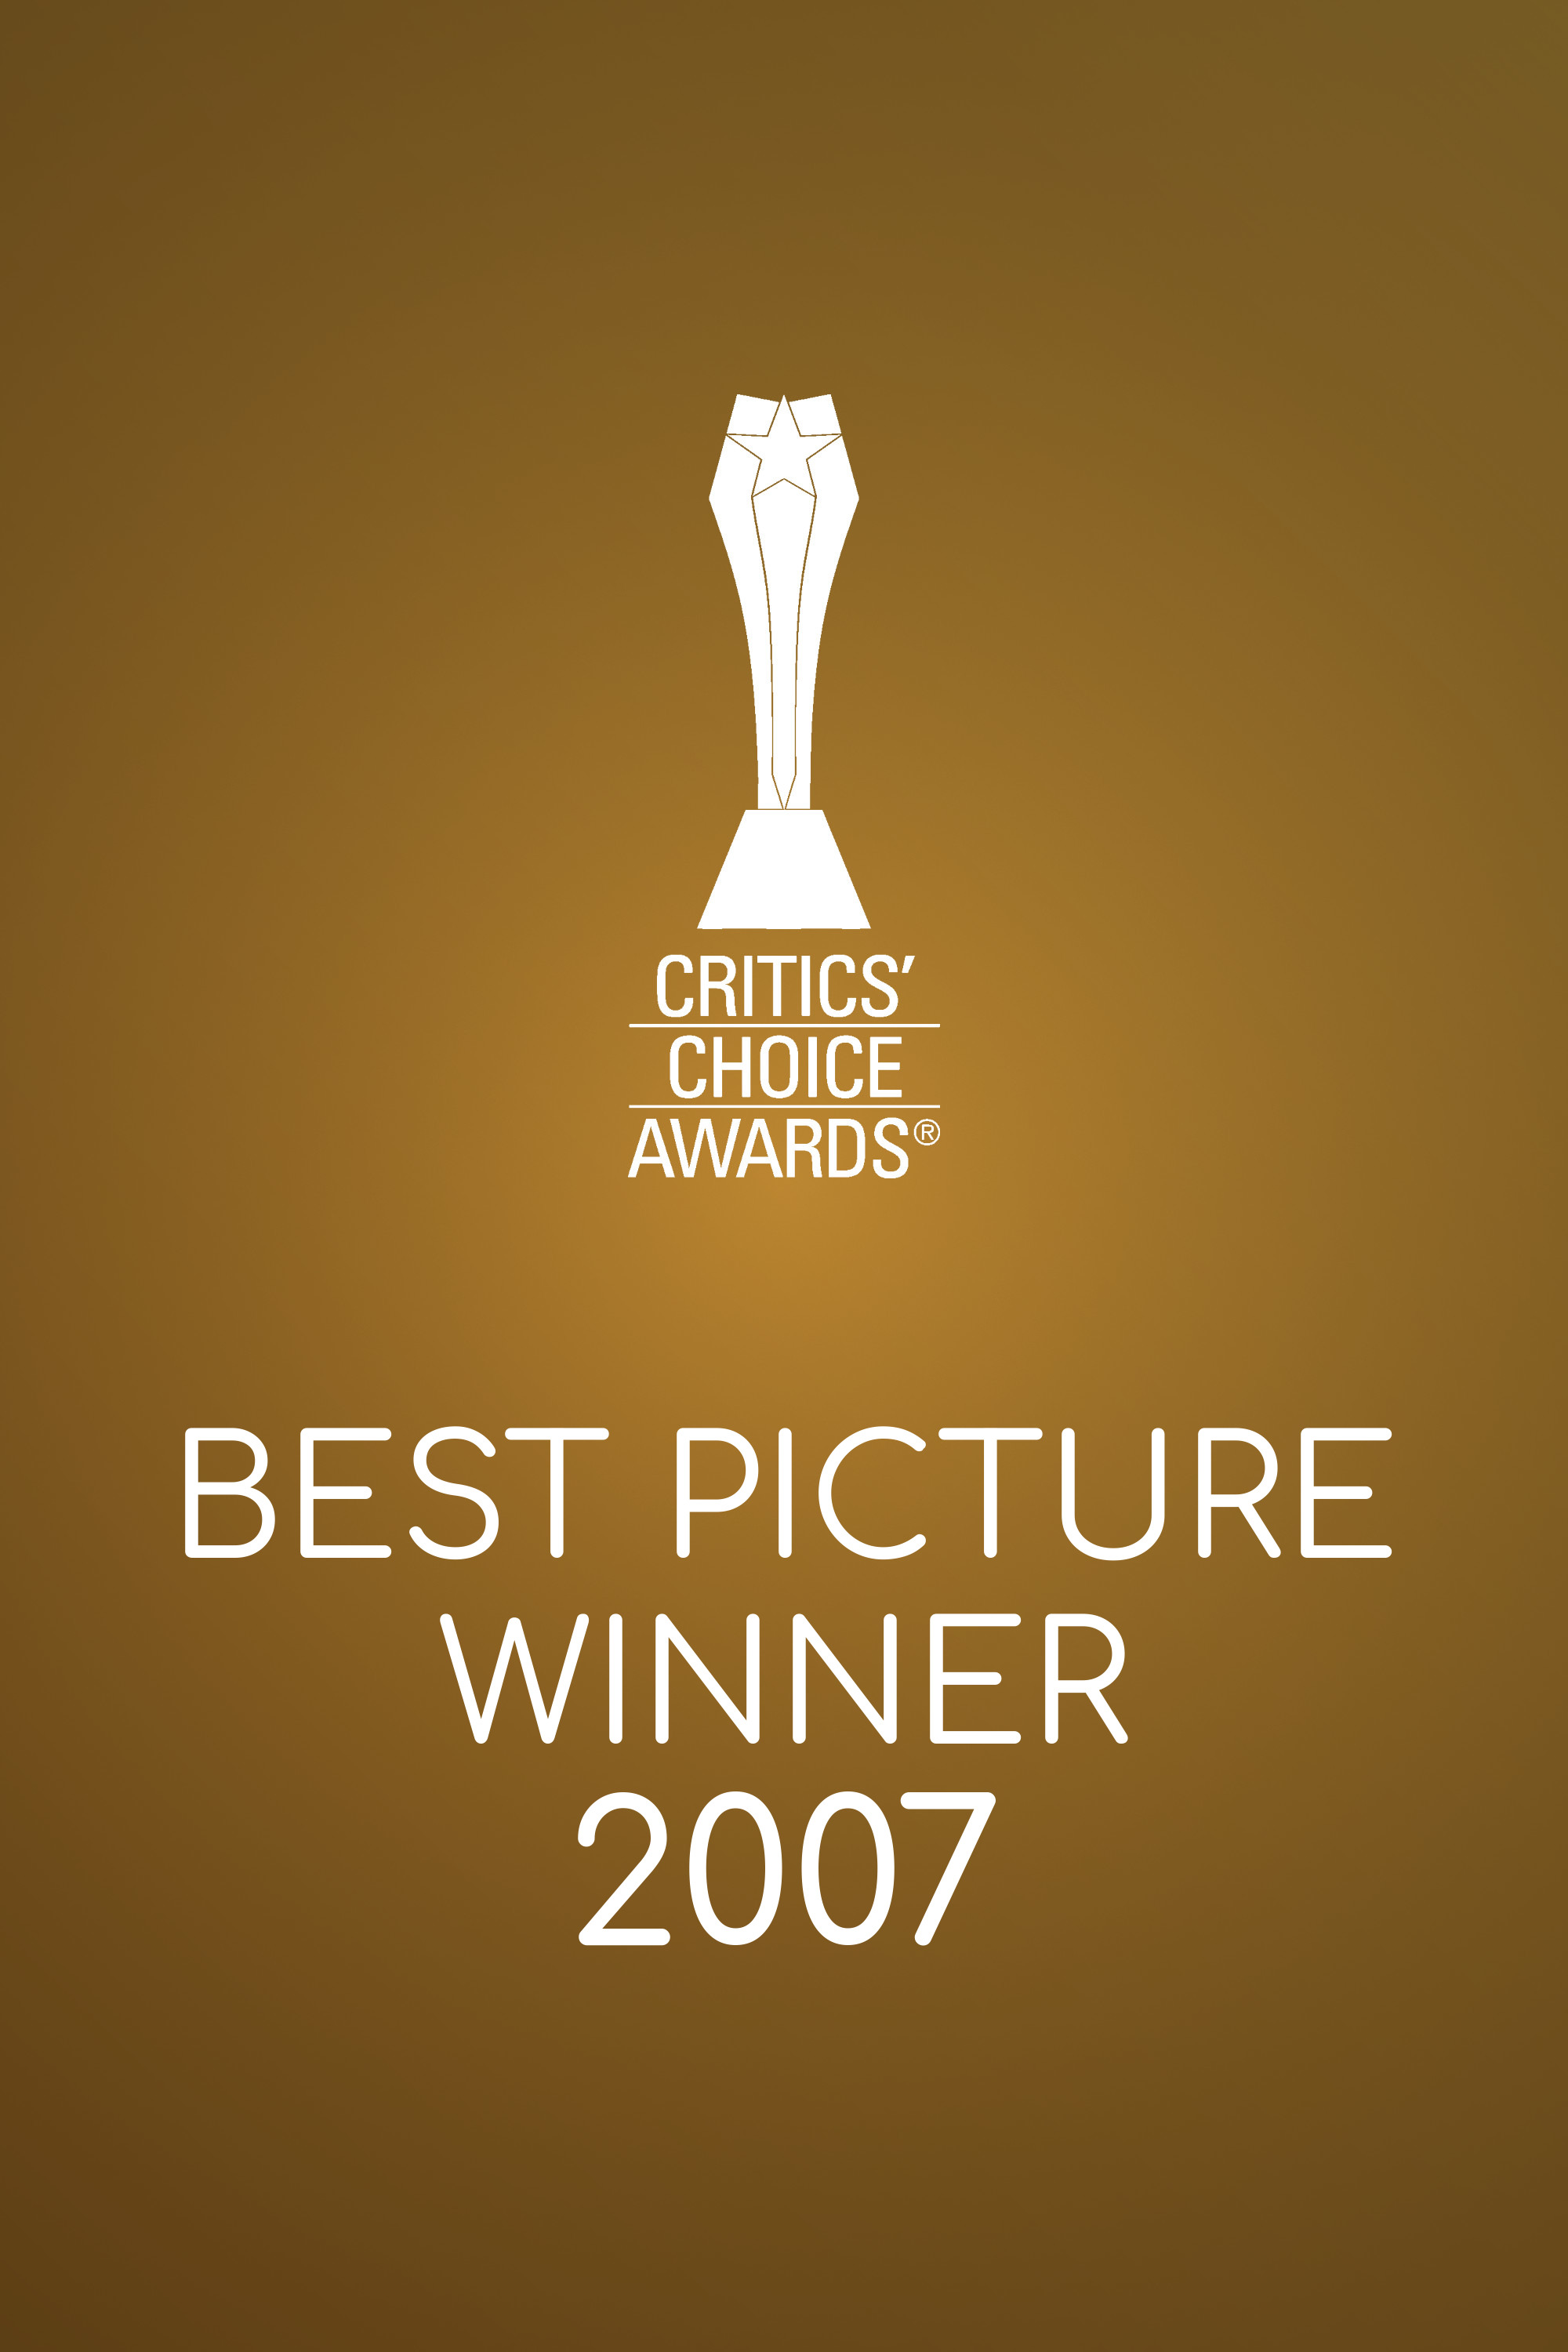 CRITICS'
CHOICE
AWARDS®
BEST PICTURE
WINNER
2007